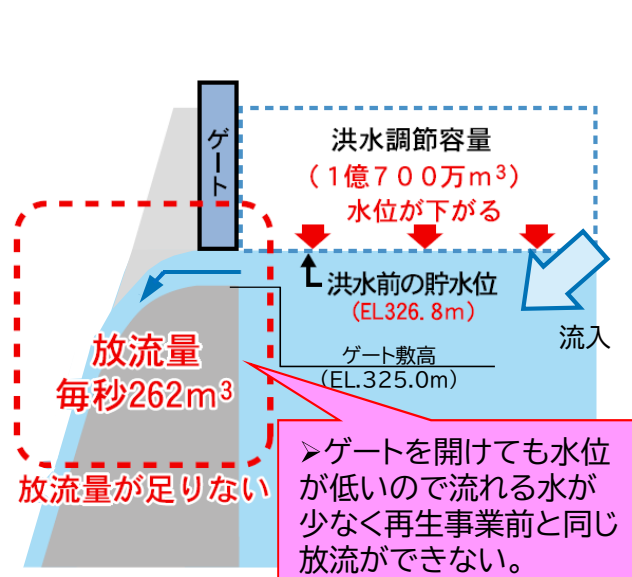 ゲート
洪水調節容量
(1億700万m³)
水位が下がる
洪水前の貯水位
(EL326.8m)
流入
ゲート敷高
(EL.325.0m)
放流量
毎秒262m³
放流量が足りない
➢ゲートを開けても水位
が低いので流れる水が
少なく再生事業前と同じ
放流ができない。